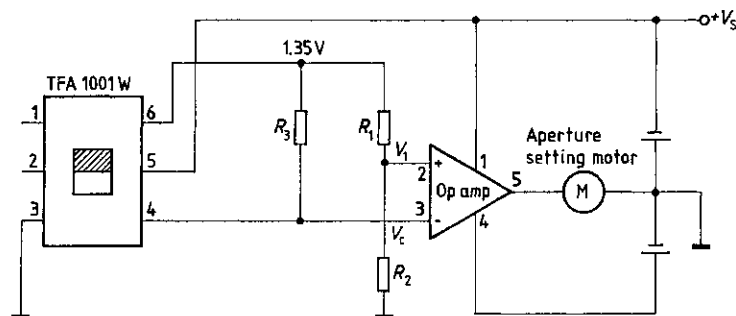 +Vs
1.35V
TFA 1001 W
1
6
R3
R1
Aperture
setting motor
V1
+
1
2
5
2
Op amp
5
M
3
4
3
-
4
Vc
R2